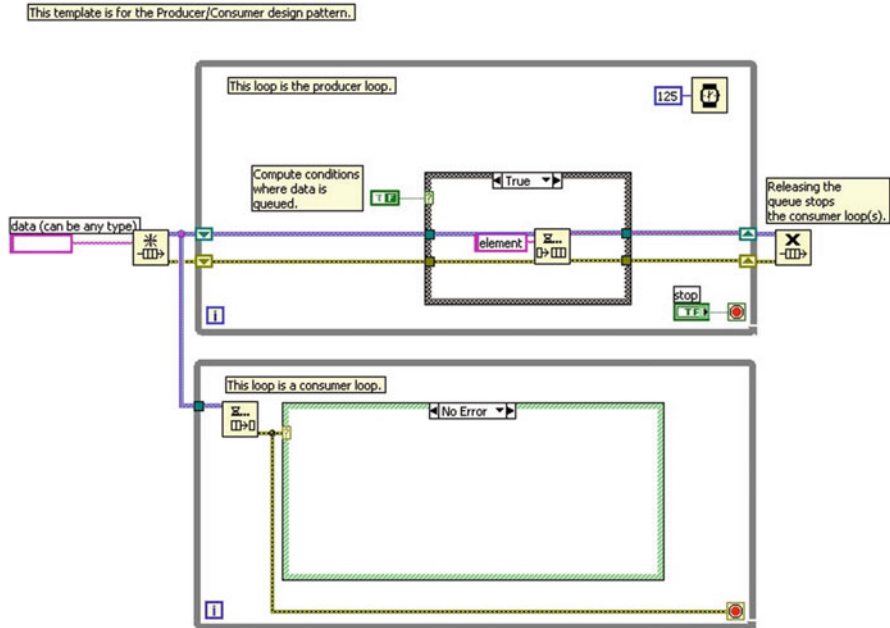 This template is for the Producer/Consumer design pattern.
This loop is the producer loop.
125
Compute conditions
where data is
queued.
True
T F
?
Releasing the
queue stops
the consumer loop(s).
data (can be any type)
element
stop
T F
i
This loop is a consumer loop.
No Error
?
i